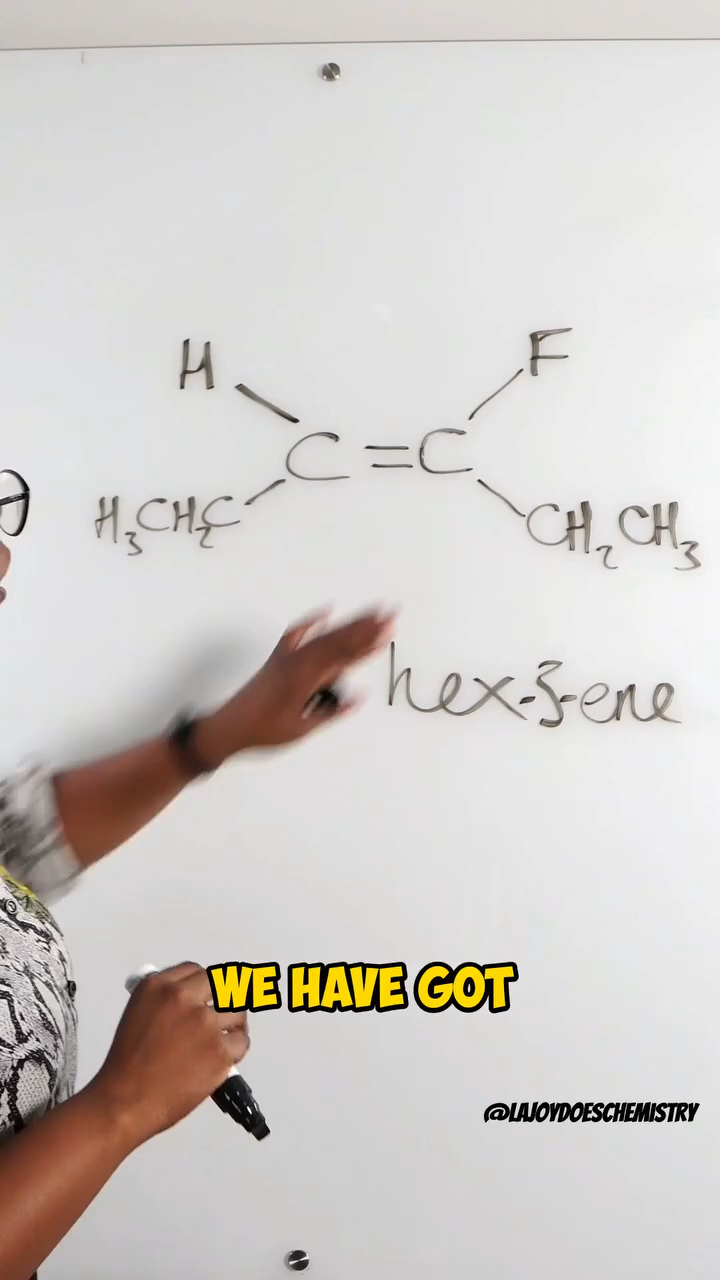 H F
C=C
H₃CH₂C CH₂CH₃
hex-3-ene
WE HAVE GOT
@LAJOYDOESCHEMISTRY